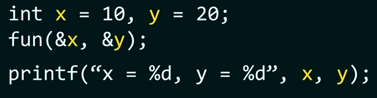 int x = 10, y = 20;
fun(&x, &y);
printf(“x = %d, y = %d”, x, y);